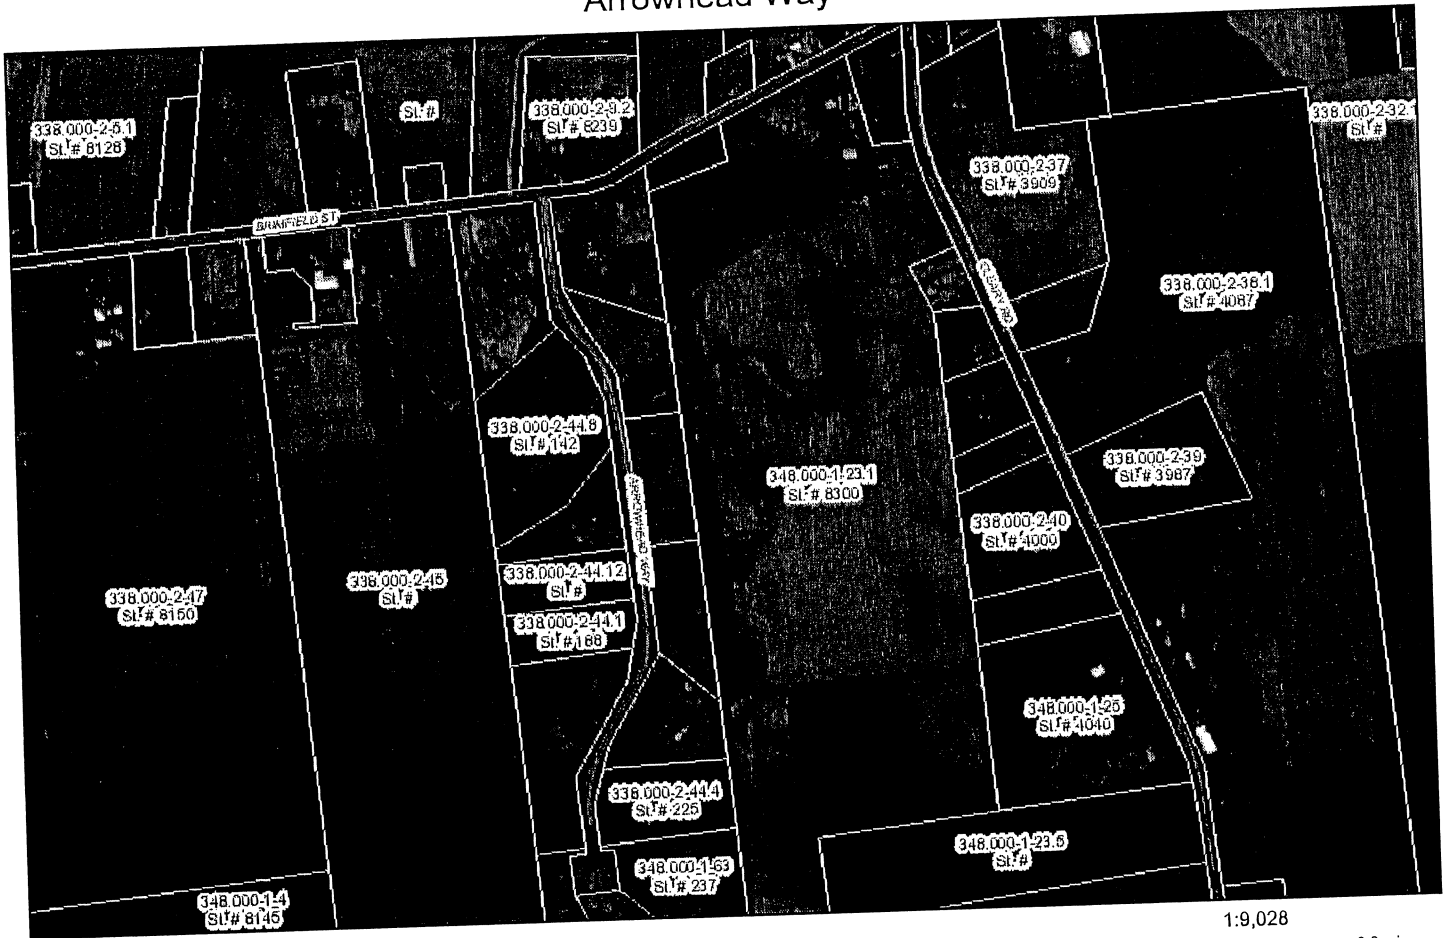 Arrowhead Way
St. #
338.000-2-9.2
St. # 8239
338.000-2-5.1
St. # 8128
338.000-2-32.1
St. #
338.000-2-37
St. # 3909
BRIMFIELD ST
338.000-2-38.1
St. # 4087
338.000-2-44.8
St. # 142
338.000-2-39
St. # 3987
348.000-1-23.1
St. # 8300
ARROWHEAD WAY
338.000-2-40
St. # 4000
338.000-2-47
St. # 8150
338.000-2-45
St. #
338.000-2-44.12
St. #
338.000-2-44.1
St. # 188
348.000-1-25
St. # 4040
338.000-2-44.4
St. # 225
348.000-1-23.5
St. #
348.000-1-63
St. # 237
348.000-1-4
St. # 8145
1:9,028